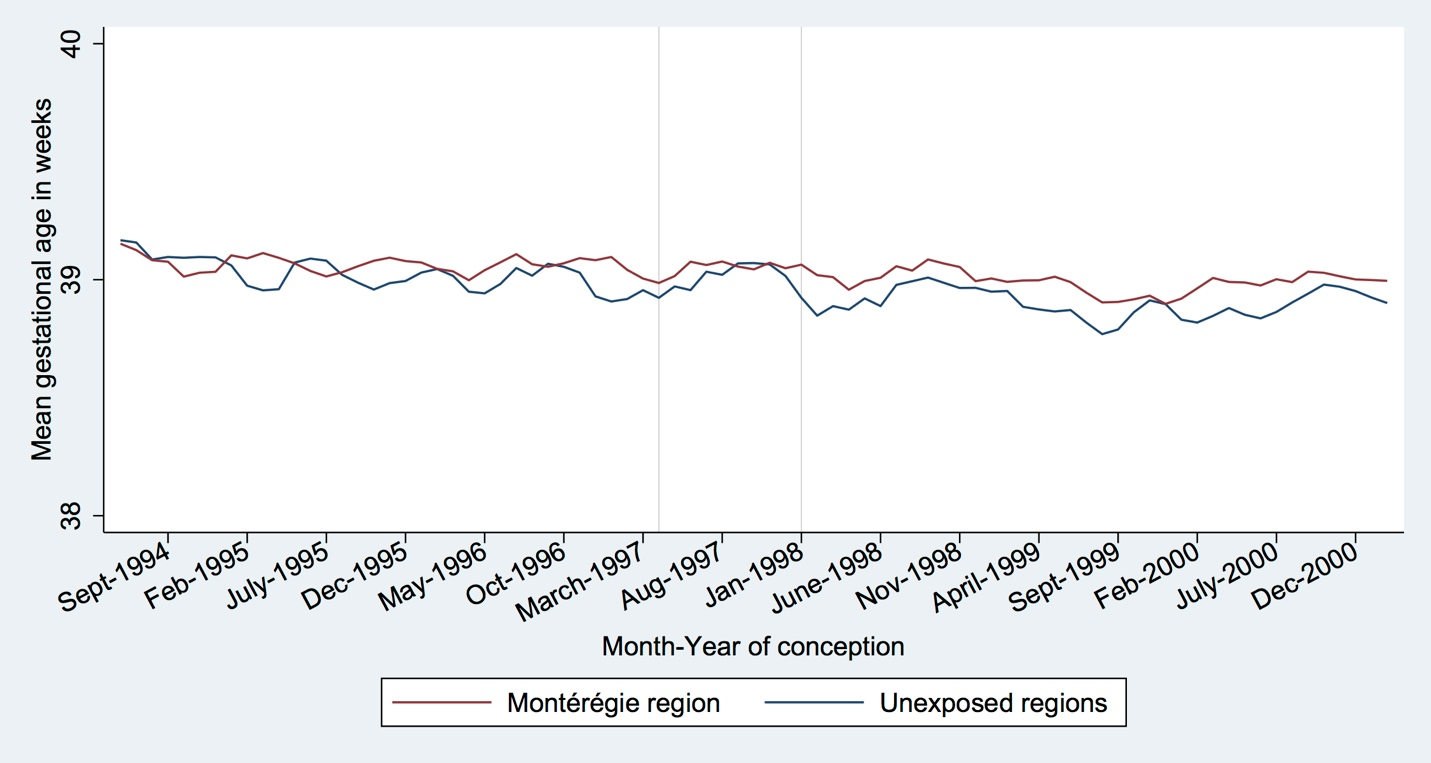 Mean gestational age in weeks
40
39
38
Sept-1994
Feb-1995
July-1995
Dec-1995
May-1996
Oct-1996
March-1997
Aug-1997
Jan-1998
June-1998
Nov-1998
April-1999
Sept-1999
Feb-2000
July-2000
Dec-2000
Month-Year of conception
Montérégie region
Unexposed regions